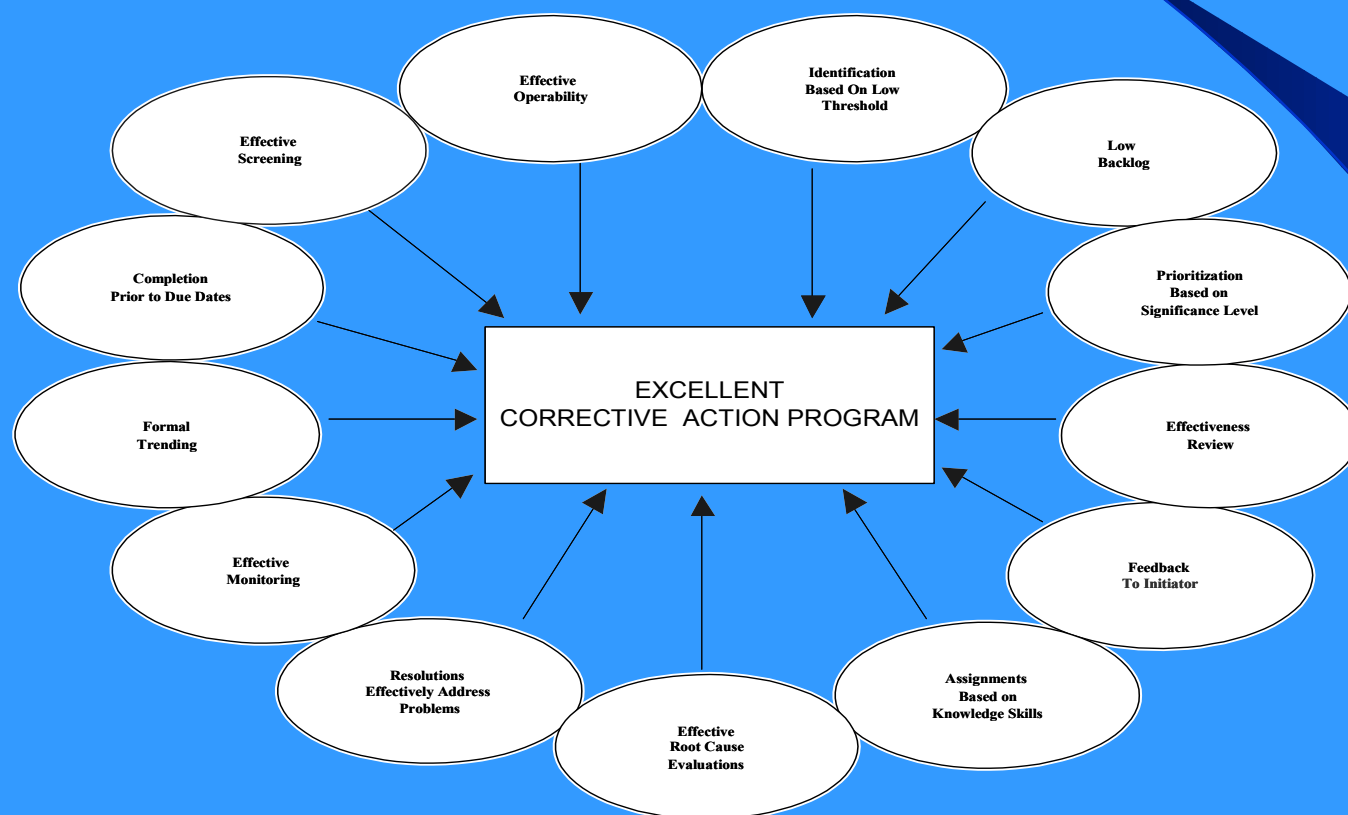 Effective
Operability
Identification
Based On Low
Threshold
Effective
Screening
Low
Backlog
Completion
Prior to Due Dates
Prioritization
Based on
Significance Level
EXCELLENT
CORRECTIVE ACTION PROGRAM
Formal
Trending
Effectiveness
Review
Effective
Monitoring
Feedback
To Initiator
Resolutions
Effectively Address
Problems
Assignments
Based on
Knowledge Skills
Effective
Root Cause
Evaluations